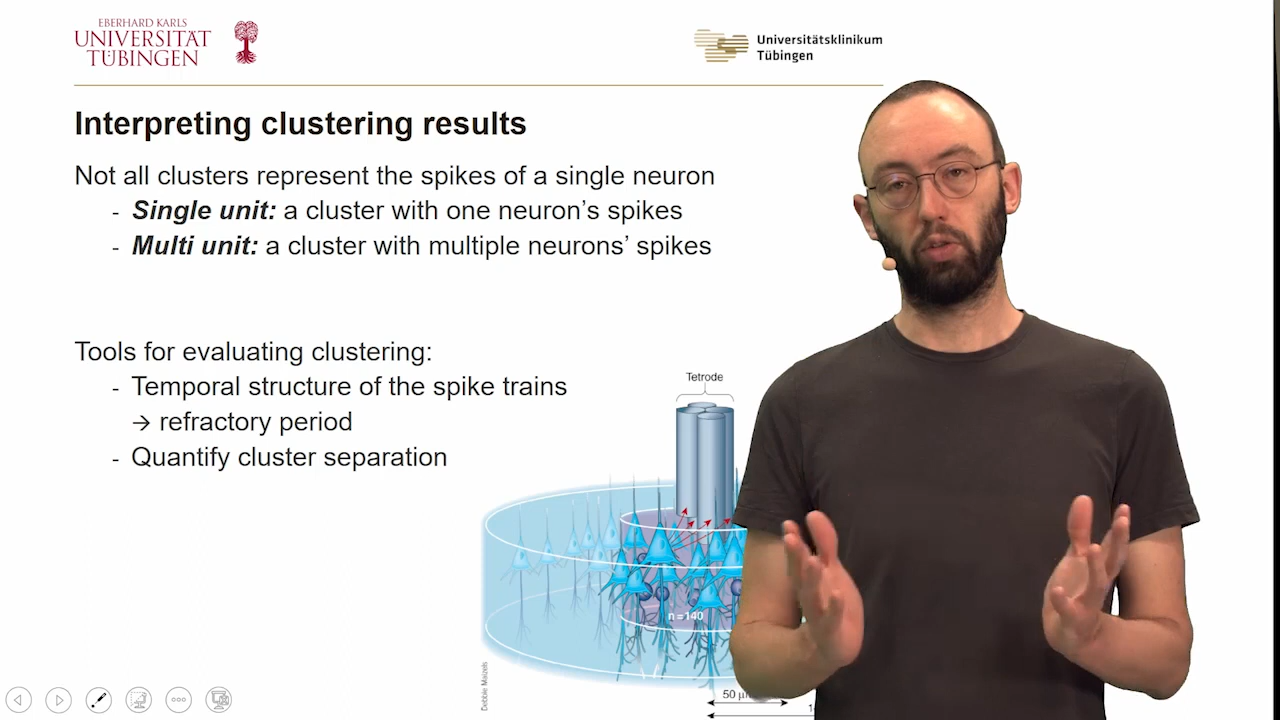 EBERHARD KARLS
UNIVERSITÄT
TÜBINGEN
Universitätsklinikum
Tübingen
Interpreting clustering results
Not all clusters represent the spikes of a single neuron
- Single unit: a cluster with one neuron's spikes
- Multi unit: a cluster with multiple neurons' spikes
Tools for evaluating clustering:
- Temporal structure of the spike trains
→ refractory period
- Quantify cluster separation
Tetrode
n=140
Debbie Maizels
50